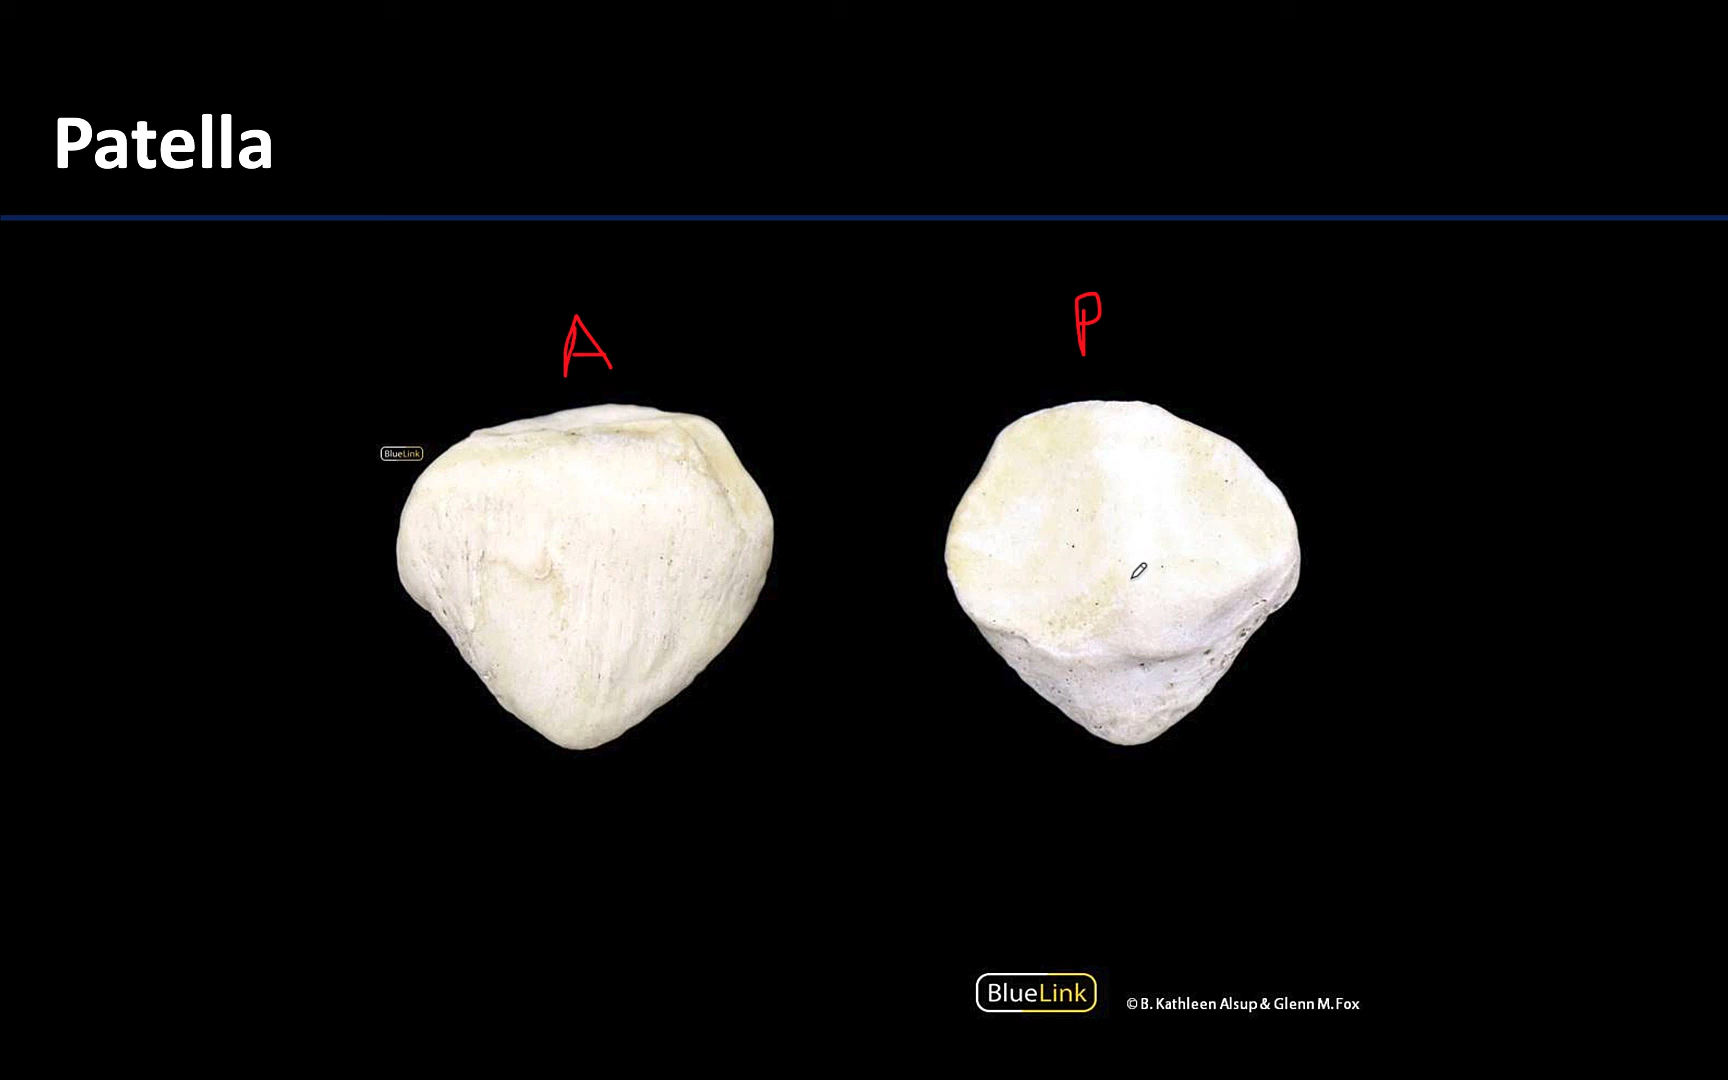 Patella
A
P
BlueLink
BlueLink
© B. Kathleen Alsup & Glenn M. Fox